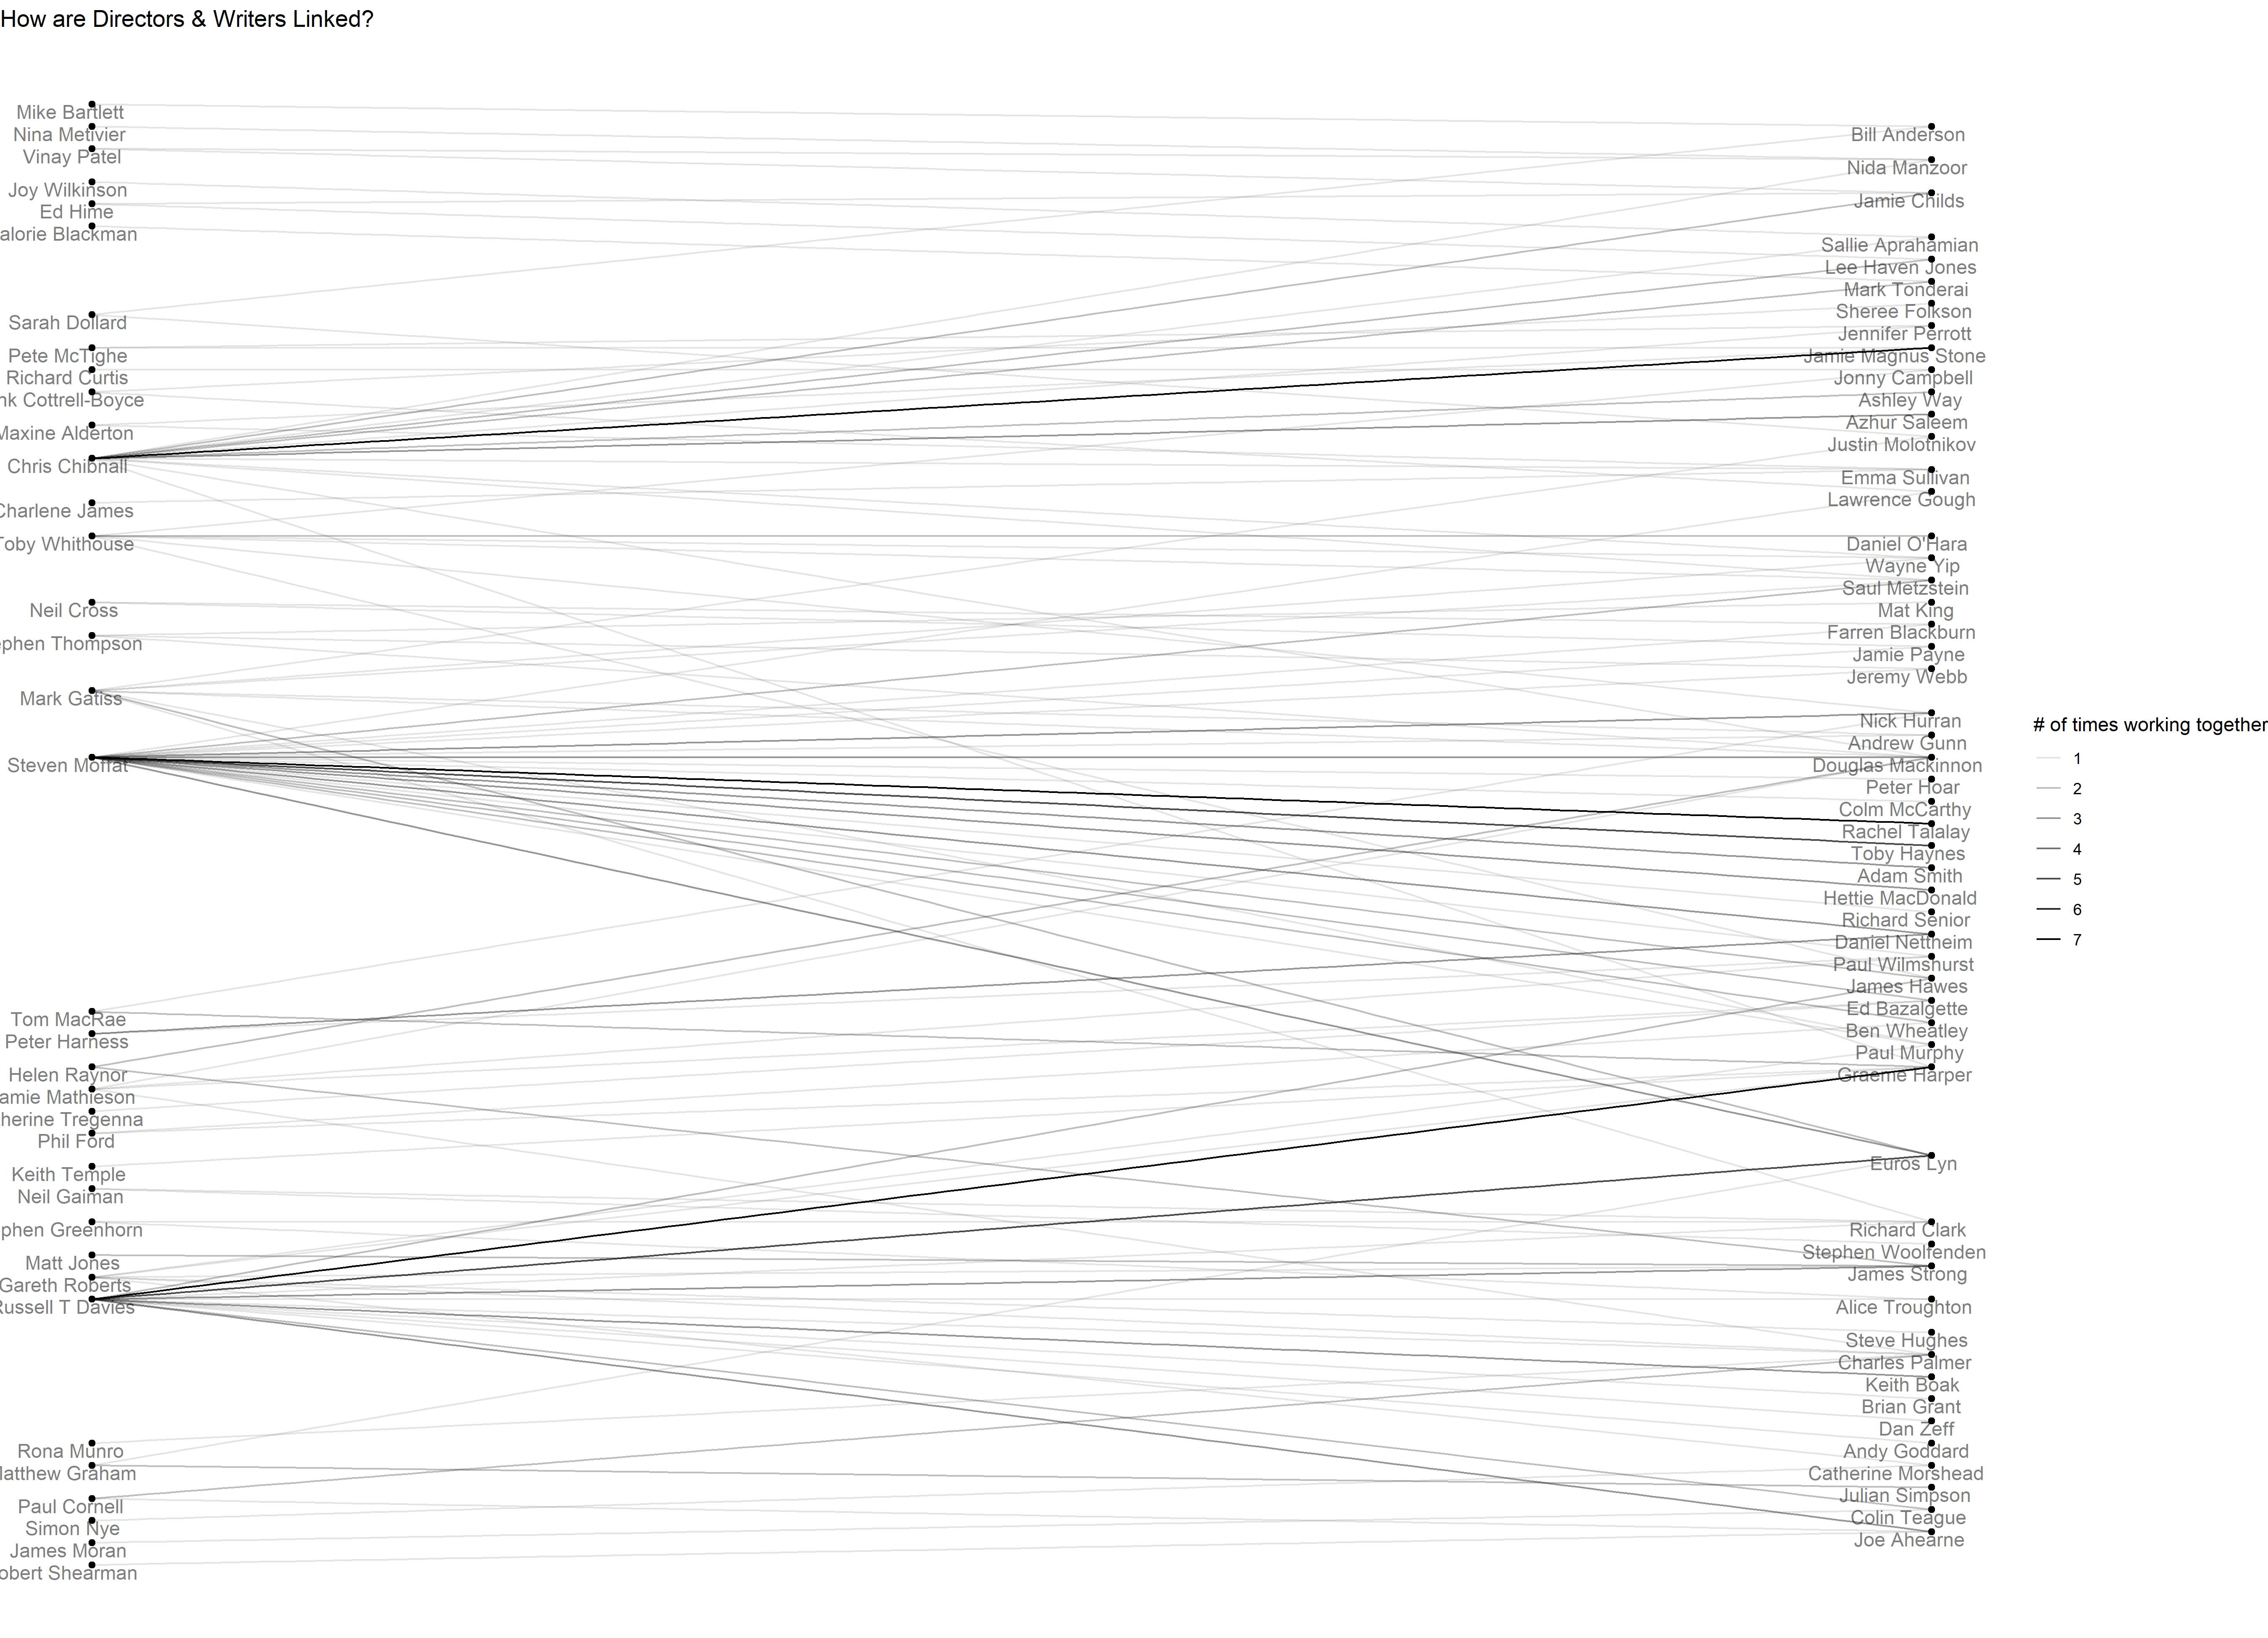 How are Directors & Writers Linked?
Mike Bartlett
Nina Metivier
Vinay Patel
Joy Wilkinson
Ed Hime
alorie Blackman
Sarah Dollard
Pete McTighe
Richard Curtis
nk Cottrell-Boyce
Maxine Alderton
Chris Chibnall
Charlene James
Toby Whithouse
Neil Cross
phen Thompson
Mark Gatiss
Steven Moffat
Tom MacRae
Peter Harness
Helen Raynor
amie Mathieson
herine Tregenna
Phil Ford
Keith Temple
Neil Gaiman
phen Greenhorn
Matt Jones
Gareth Roberts
Russell T Davies
Rona Munro
Matthew Graham
Paul Cornell
Simon Nye
James Moran
obert Shearman
Bill Anderson
Nida Manzoor
Jamie Childs
Sallie Aprahamian
Lee Haven Jones
Mark Tonderai
Sheree Folkson
Jennifer Perrott
Jamie Magnus Stone
Jonny Campbell
Ashley Way
Azhur Saleem
Justin Molotnikov
Emma Sullivan
Lawrence Gough
Daniel O'Hara
Wayne Yip
Saul Metzstein
Mat King
Farren Blackburn
Jamie Payne
Jeremy Webb
Nick Hurran
Andrew Gunn
Douglas Mackinnon
Peter Hoar
Colm McCarthy
Rachel Talalay
Toby Haynes
Adam Smith
Hettie MacDonald
Richard Senior
Daniel Nettheim
Paul Wilmshurst
James Hawes
Ed Bazalgette
Ben Wheatley
Paul Murphy
Graeme Harper
Euros Lyn
Richard Clark
Stephen Woolfenden
James Strong
Alice Troughton
Steve Hughes
Charles Palmer
Keith Boak
Brian Grant
Dan Zeff
Andy Goddard
Catherine Morshead
Julian Simpson
Colin Teague
Joe Ahearne
# of times working together
1
2
3
4
5
6
7